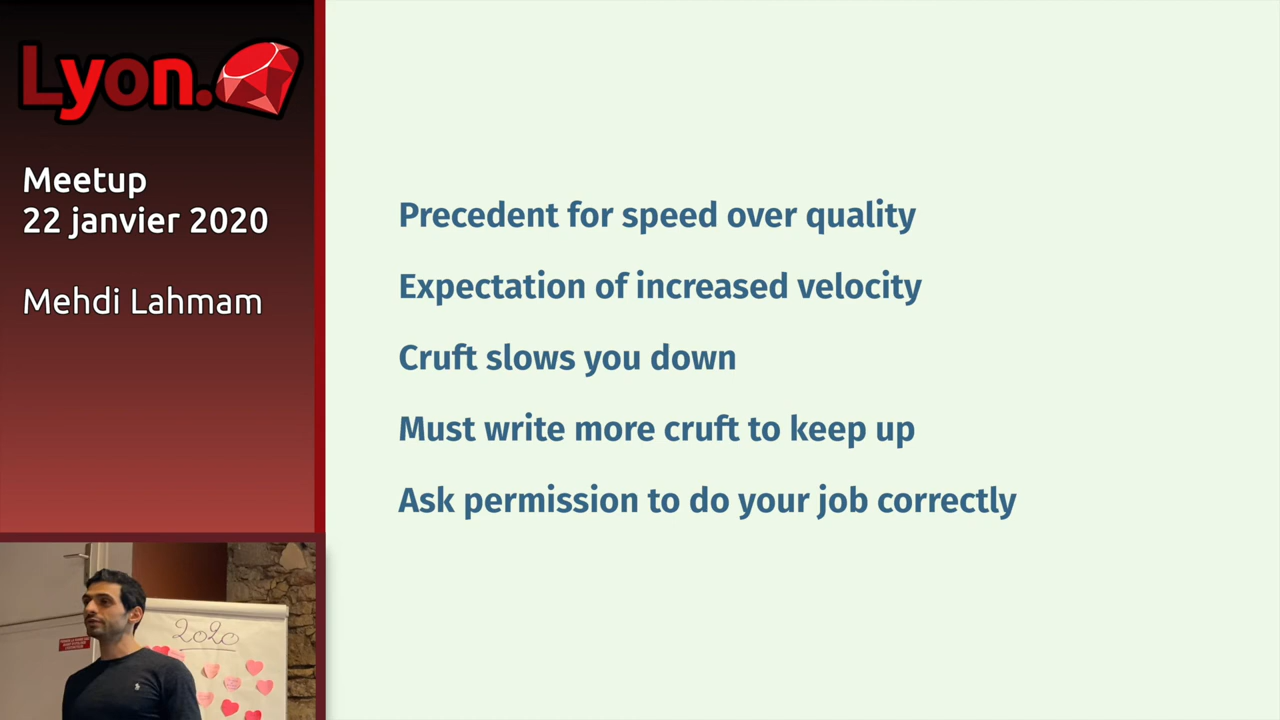 Lyon.
Meetup
22 janvier 2020
Mehdi Lahmam
Precedent for speed over quality
Expectation of increased velocity
Cruft slows you down
Must write more cruft to keep up
Ask permission to do your job correctly
2020